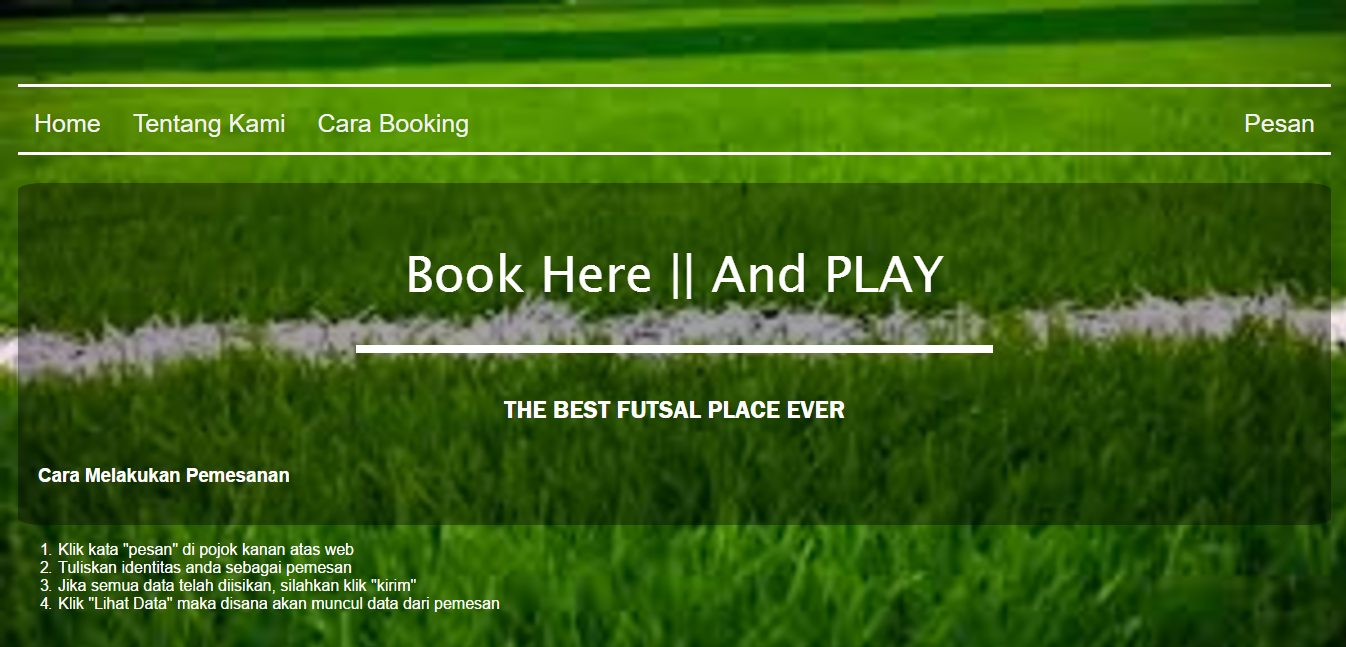 Home Tentang Kami Cara Booking Pesan
Book Here || And PLAY
THE BEST FUTSAL PLACE EVER
Cara Melakukan Pemesanan
1. Klik kata "pesan" di pojok kanan atas web
2. Tuliskan identitas anda sebagai pemesan
3. Jika semua data telah diisikan, silahkan klik "kirim"
4. Klik "Lihat Data" maka disana akan muncul data dari pemesan